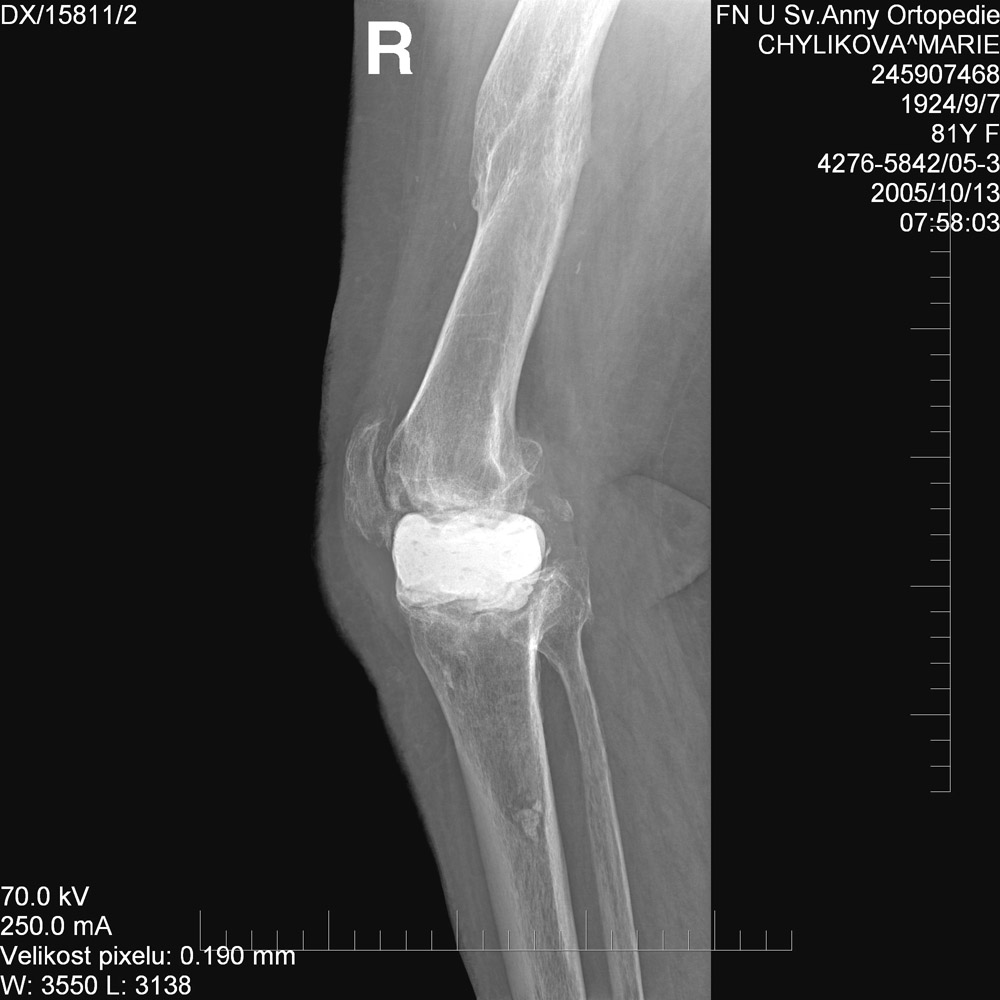 DX/15811/2
R
FN U Sv.Anny Ortopedie
CHYLIKOVA^MARIE
245907468
1924/9/7
81Y F
4276-5842/05-3
2005/10/13
07:58:03
70.0 kV
250.0 mA
Velikost pixelu: 0.190 mm
W: 3550 L: 3138